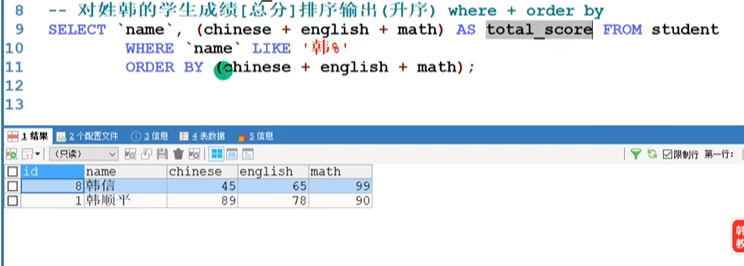 8 -- 对姓韩的学生成绩[总分]排序输出(升序) where + order by
9 SELECT `name`, (chinese + english + math) AS total_score FROM student
10 WHERE `name` LIKE '韩%'
11 ORDER BY (chinese + english + math);
12
13
1 结果 2 个配置文件 3 信息 4 表数据 5 信息
(只读) 限制行 第一行:
id name chinese english math
8 韩信 45 65 99
1 韩顺平 89 78 90